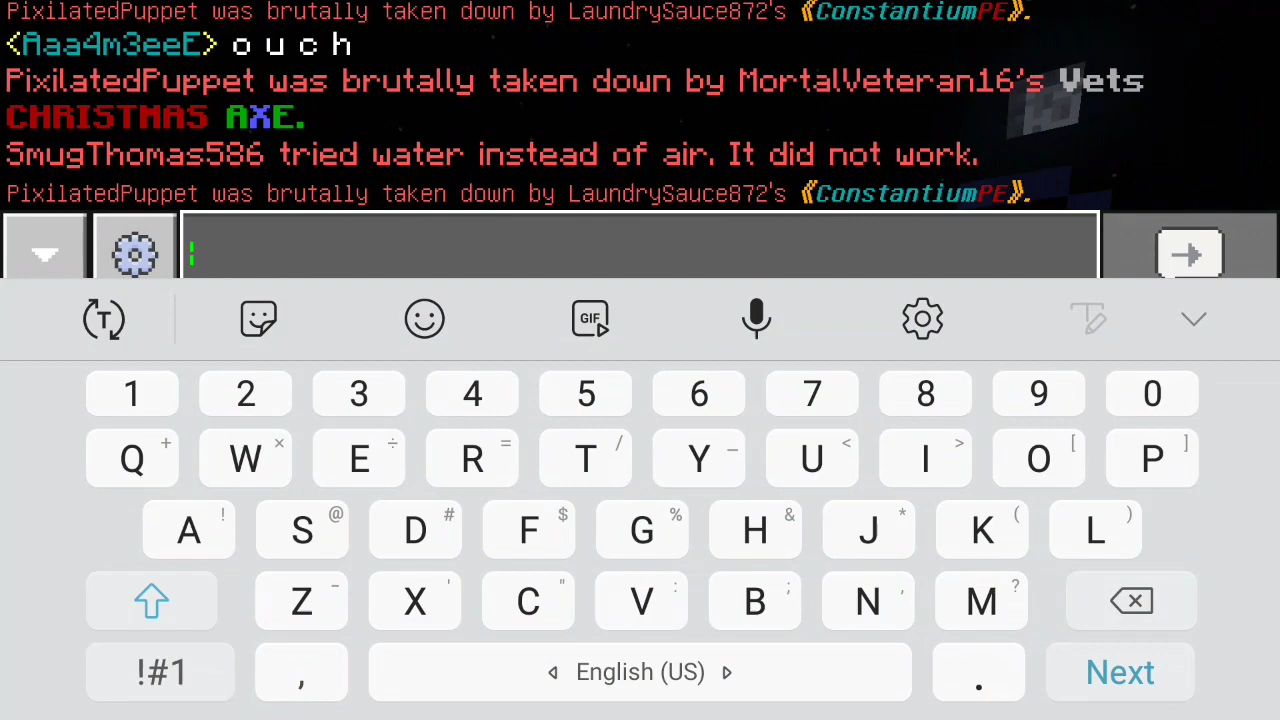 PixilatedPuppet was brutally taken down by LaundrySauce872's 《ConstantiumPE》.
<Aaa4m3eeE> o u c h
PixilatedPuppet was brutally taken down by MortalVeteran16's Vets
CHRISTMAS AXE.
SmugThomas586 tried water instead of air. It did not work.
PixilatedPuppet was brutally taken down by LaundrySauce872's 《ConstantiumPE》.
T GIF T
1 2 3 4 5 6 7 8 9 0
Q + W × E ÷ R = T / Y _ U < I > O [ P ]
A ! S @ D # F $ G % H & J * K ( L )
Z - X ' C " V : B ; N , M ?
!#1 , English (US) . Next